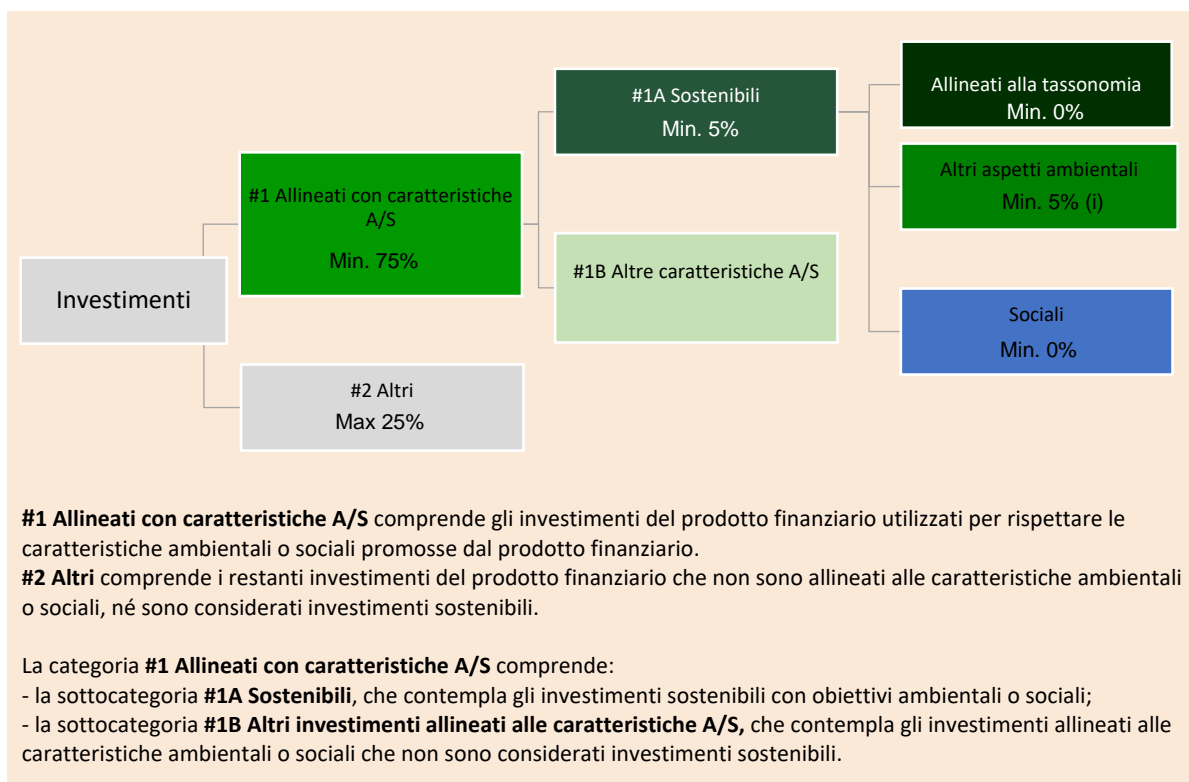 Investimenti
#1 Allineati con caratteristiche
A/S
Min. 75%
#2 Altri
Max 25%
#1A Sostenibili
Min. 5%
#1B Altre caratteristiche A/S
Allineati alla tassonomia
Min. 0%
Altri aspetti ambientali
Min. 5% (i)
Sociali
Min. 0%
#1 Allineati con caratteristiche A/S comprende gli investimenti del prodotto finanziario utilizzati per rispettare le
caratteristiche ambientali o sociali promosse dal prodotto finanziario.
#2 Altri comprende i restanti investimenti del prodotto finanziario che non sono allineati alle caratteristiche ambientali
o sociali, né sono considerati investimenti sostenibili.
La categoria #1 Allineati con caratteristiche A/S comprende:
- la sottocategoria #1A Sostenibili, che contempla gli investimenti sostenibili con obiettivi ambientali o sociali;
- la sottocategoria #1B Altri investimenti allineati alle caratteristiche A/S, che contempla gli investimenti allineati alle
caratteristiche ambientali o sociali che non sono considerati investimenti sostenibili.